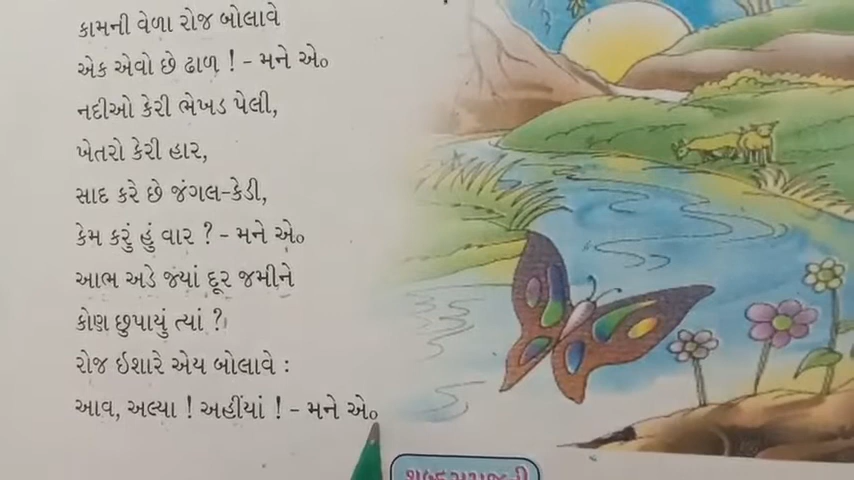 કામની વેળા રોજ બોલાવે
એક એવો છે ઢાળ ! - મને એ૦
નદીઓ કેરી ભેખડ પેલી,
ખેતરો કેરી હાર,
સાદ કરે છે જંગલ-કેડી,
કેમ કરું હું વાર ? - મને એ૦
આભ અડે જ્યાં દૂર જમીને
કોણ છુપાયું ત્યાં ?
રોજ ઇશારે એય બોલાવે :
આવ, અલ્યા ! અહીંયાં ! - મને એ૦